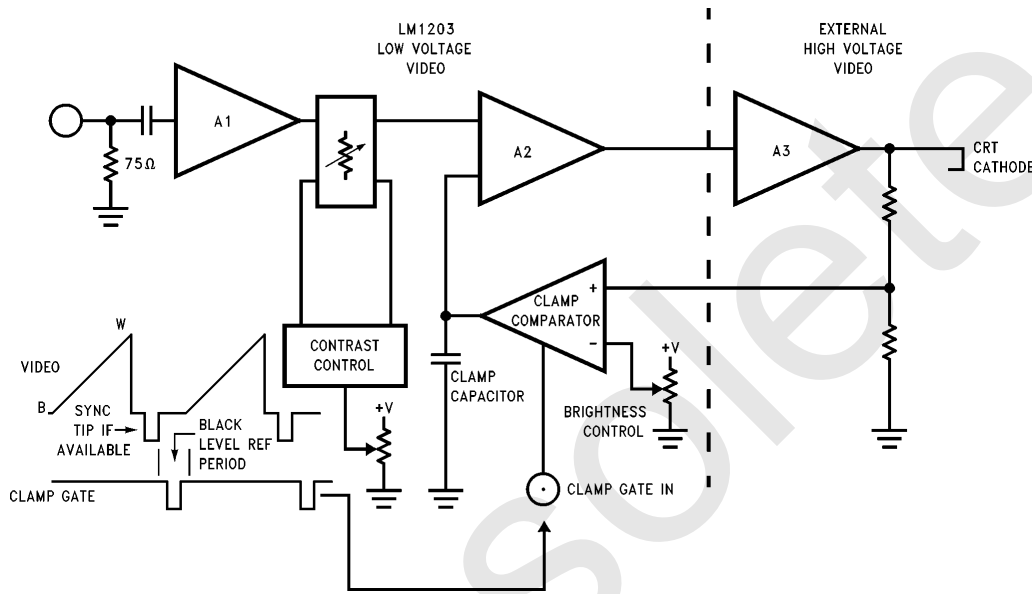 LM1203
LOW VOLTAGE
VIDEO
EXTERNAL
HIGH VOLTAGE
VIDEO
A1
75Ω
A2
A3
CRT
CATHODE
CLAMP
COMPARATOR
+
−
CONTRAST
CONTROL
CLAMP
CAPACITOR
+V
BRIGHTNESS
CONTROL
+V
W
VIDEO
B
SYNC
TIP IF
AVAILABLE
BLACK
LEVEL REF
PERIOD
CLAMP GATE
CLAMP GATE IN
solete